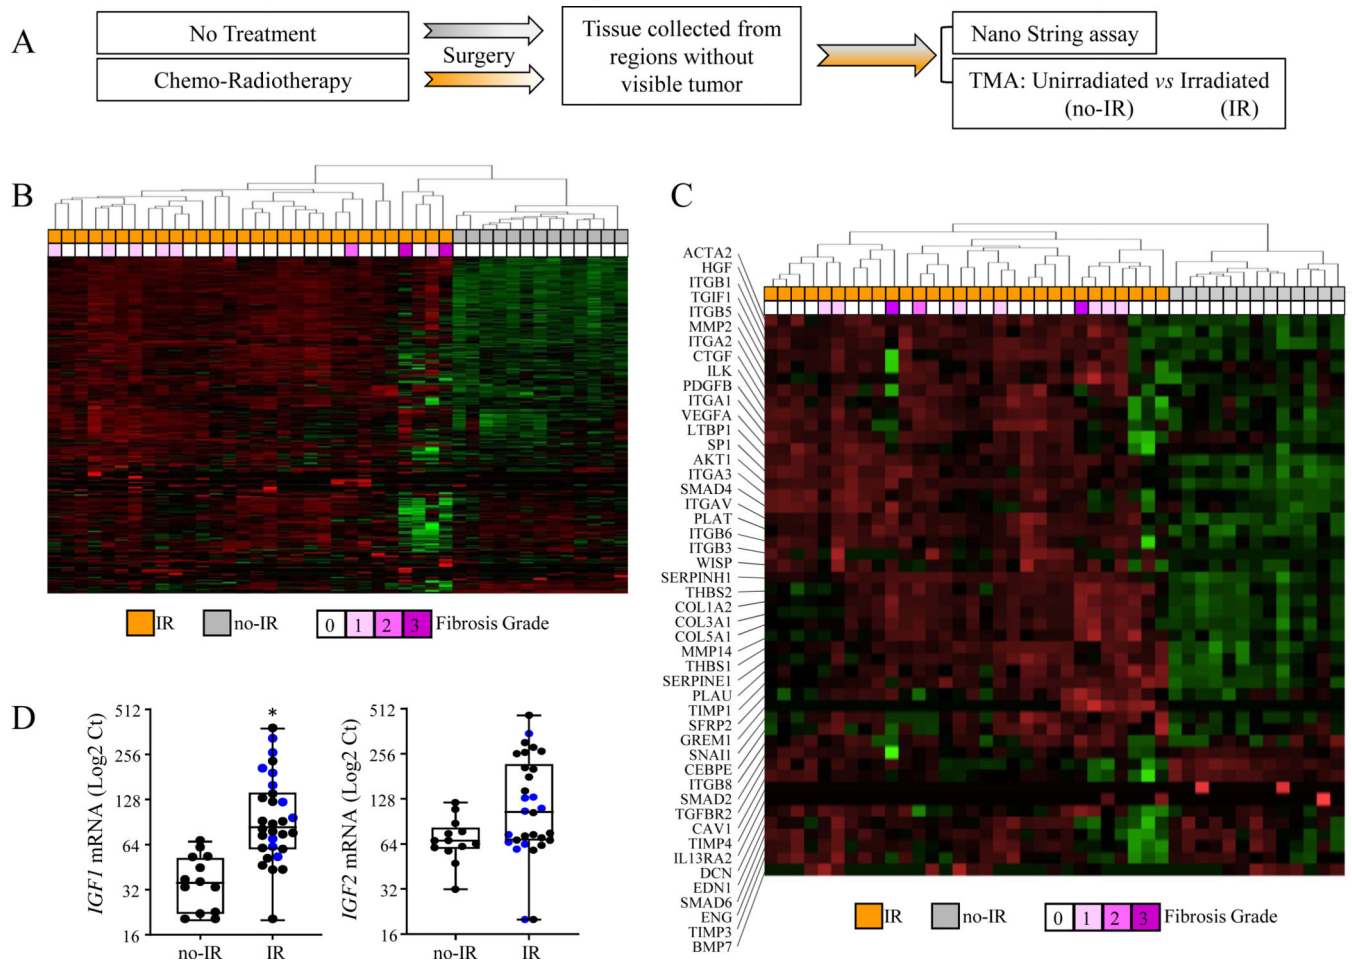 A
No Treatment
Chemo-Radiotherapy
Surgery
Tissue collected from
regions without
visible tumor
Nano String assay
TMA: Unirradiated vs Irradiated
(no-IR) (IR)
B
IR
no-IR
0 1 2 3 Fibrosis Grade
C
ACTA2
HGF
ITGB1
TGIF1
ITGB5
MMP2
ITGA2
CTGF
ILK
PDGFB
ITGA1
VEGFA
LTBP1
SP1
AKT1
ITGA3
SMAD4
ITGAV
PLAT
ITGB6
ITGB3
WISP
SERPINH1
THBS2
COL1A2
COL3A1
COL5A1
MMP14
THBS1
SERPINE1
PLAU
TIMP1
SFRP2
GREM1
SNAI1
CEBPE
ITGB8
SMAD2
TGFBR2
CAV1
TIMP4
IL13RA2
DCN
EDN1
SMAD6
ENG
TIMP3
BMP7
IR
no-IR
0 1 2 3 Fibrosis Grade
D
IGF1 mRNA (Log2 Ct)
512
256
128
64
32
16
*
no-IR IR
IGF2 mRNA (Log2 Ct)
512
256
128
64
32
16
no-IR IR